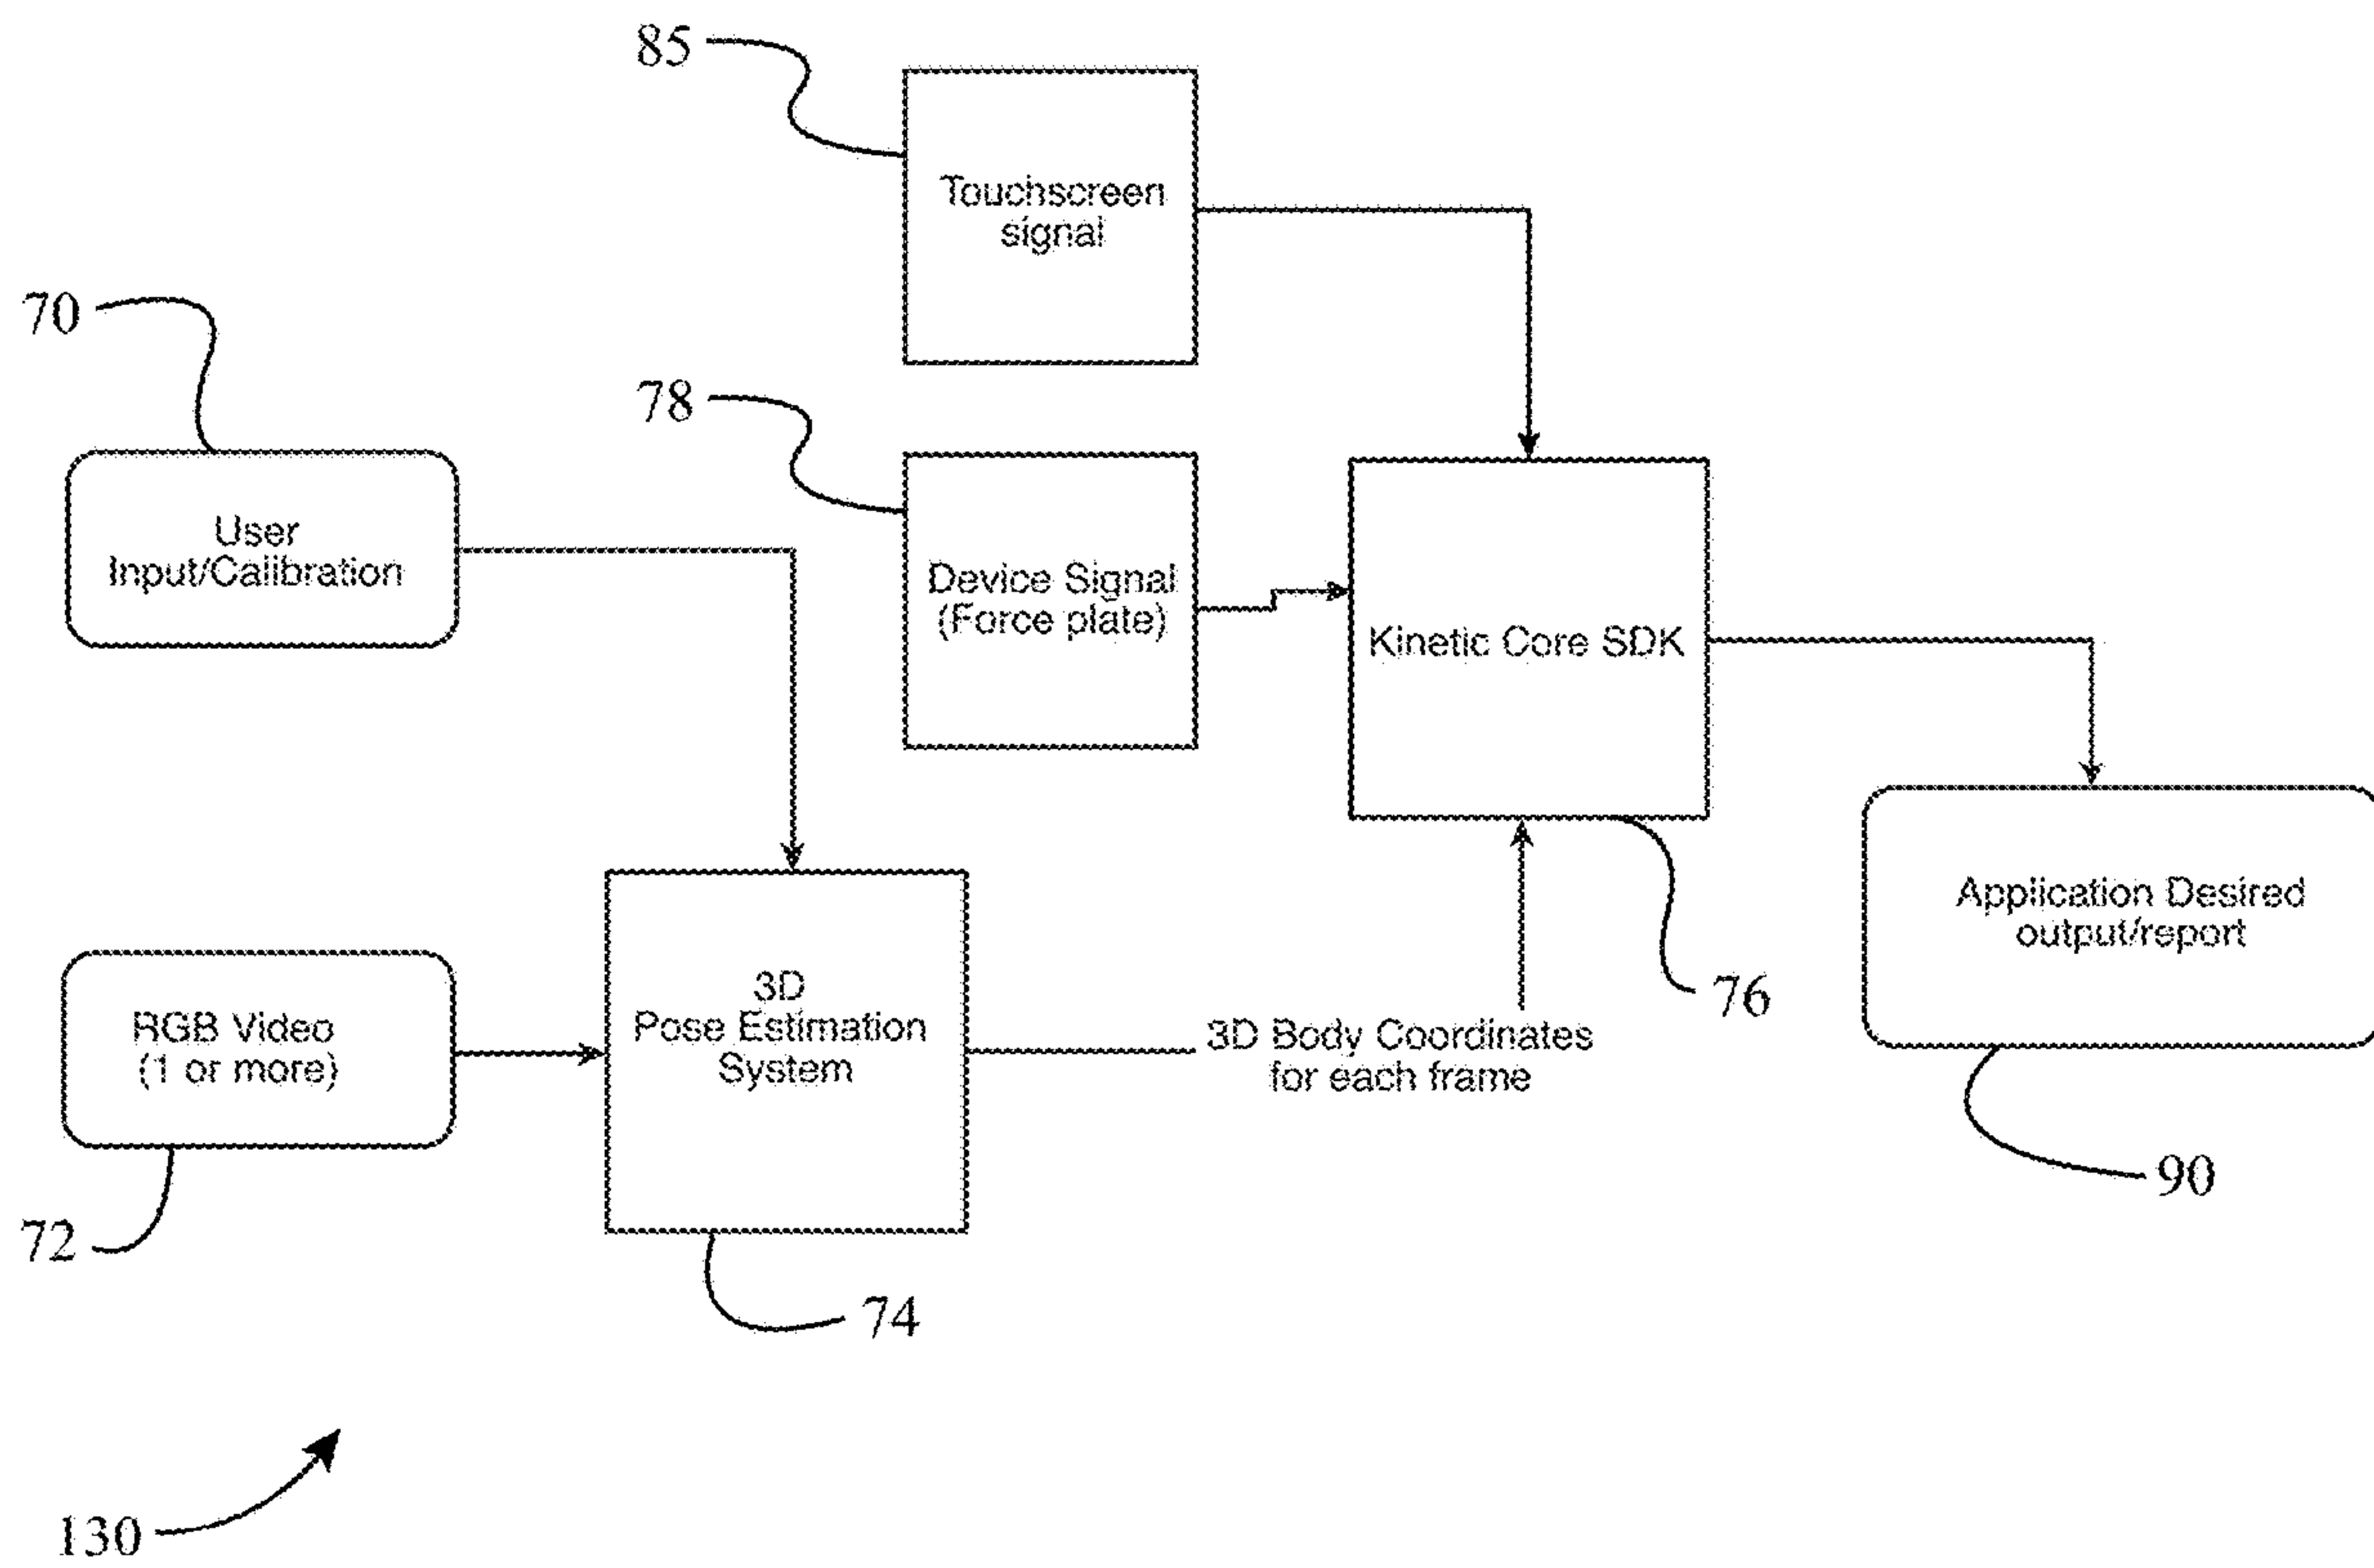 85
Touchscreen
signal
70
78
User
Input/Calibration
Device Signal
(Force plate)
Kinetic Core SDK
Application Desired
output/report
76
3D
Pose Estimation
System
RGB Video
(1 or more)
3D Body Coordinates
for each frame
90
72
74
130